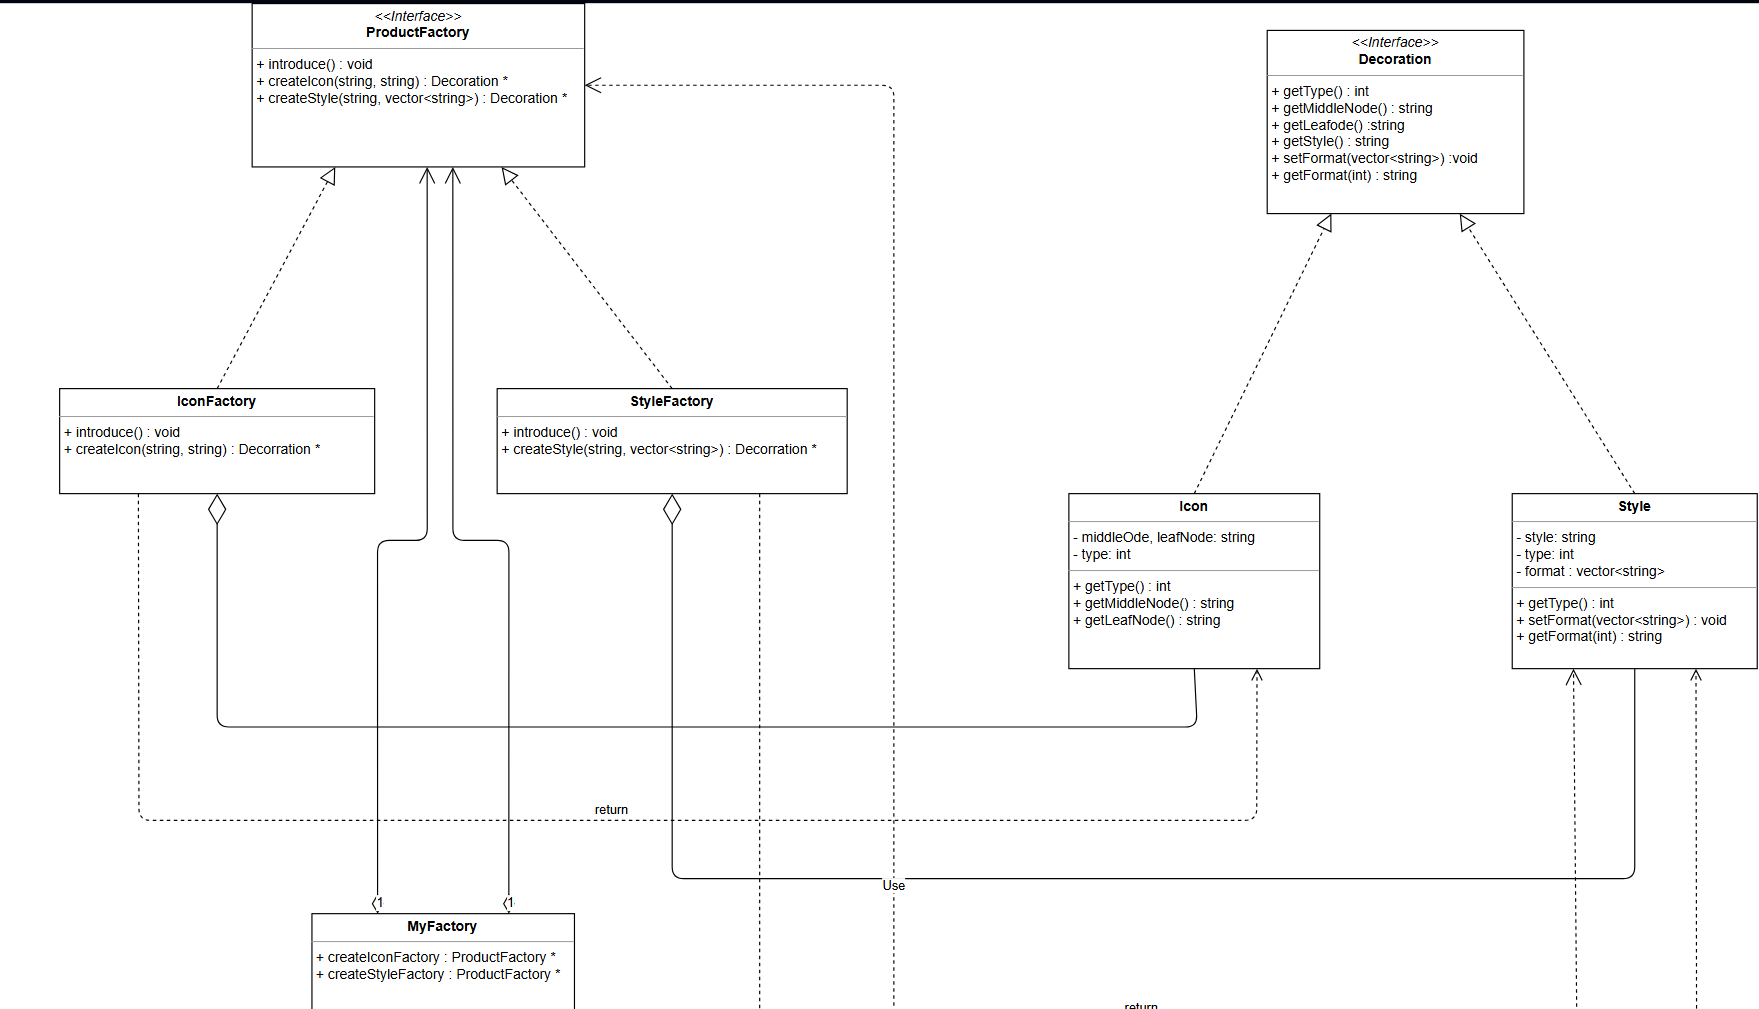 <<Interface>>
ProductFactory
+ introduce() : void
+ createIcon(string, string) : Decoration *
+ createStyle(string, vector<string>) : Decoration *
<<Interface>>
Decoration
+ getType() : int
+ getMiddleNode() : string
+ getLeafode() :string
+ getStyle() : string
+ setFormat(vector<string>) :void
+ getFormat(int) : string
IconFactory
+ introduce() : void
+ createIcon(string, string) : Decorration *
StyleFactory
+ introduce() : void
+ createStyle(string, vector<string>) : Decorration *
Icon
- middleOde, leafNode: string
- type: int
+ getType() : int
+ getMiddleNode() : string
+ getLeafNode() : string
Style
- style: string
- type: int
- format : vector<string>
+ getType() : int
+ setFormat(vector<string>) : void
+ getFormat(int) : string
return
Use
1
1
MyFactory
+ createIconFactory : ProductFactory *
+ createStyleFactory : ProductFactory *
return